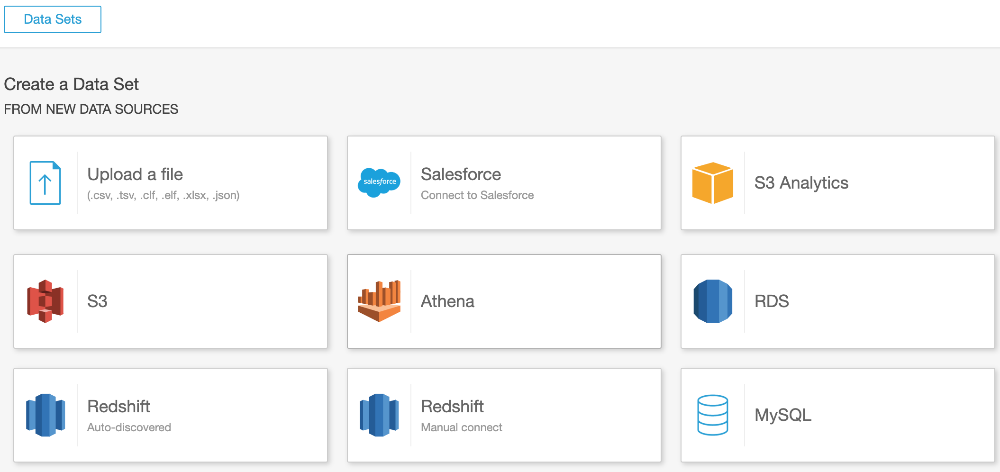 Data Sets
Create a Data Set
FROM NEW DATA SOURCES
Upload a file
(.csv, .tsv, .clf, .elf, .xlsx, .json)
salesforce
Salesforce
Connect to Salesforce
S3 Analytics
S3
Athena
RDS
Redshift
Auto-discovered
Redshift
Manual connect
MySQL